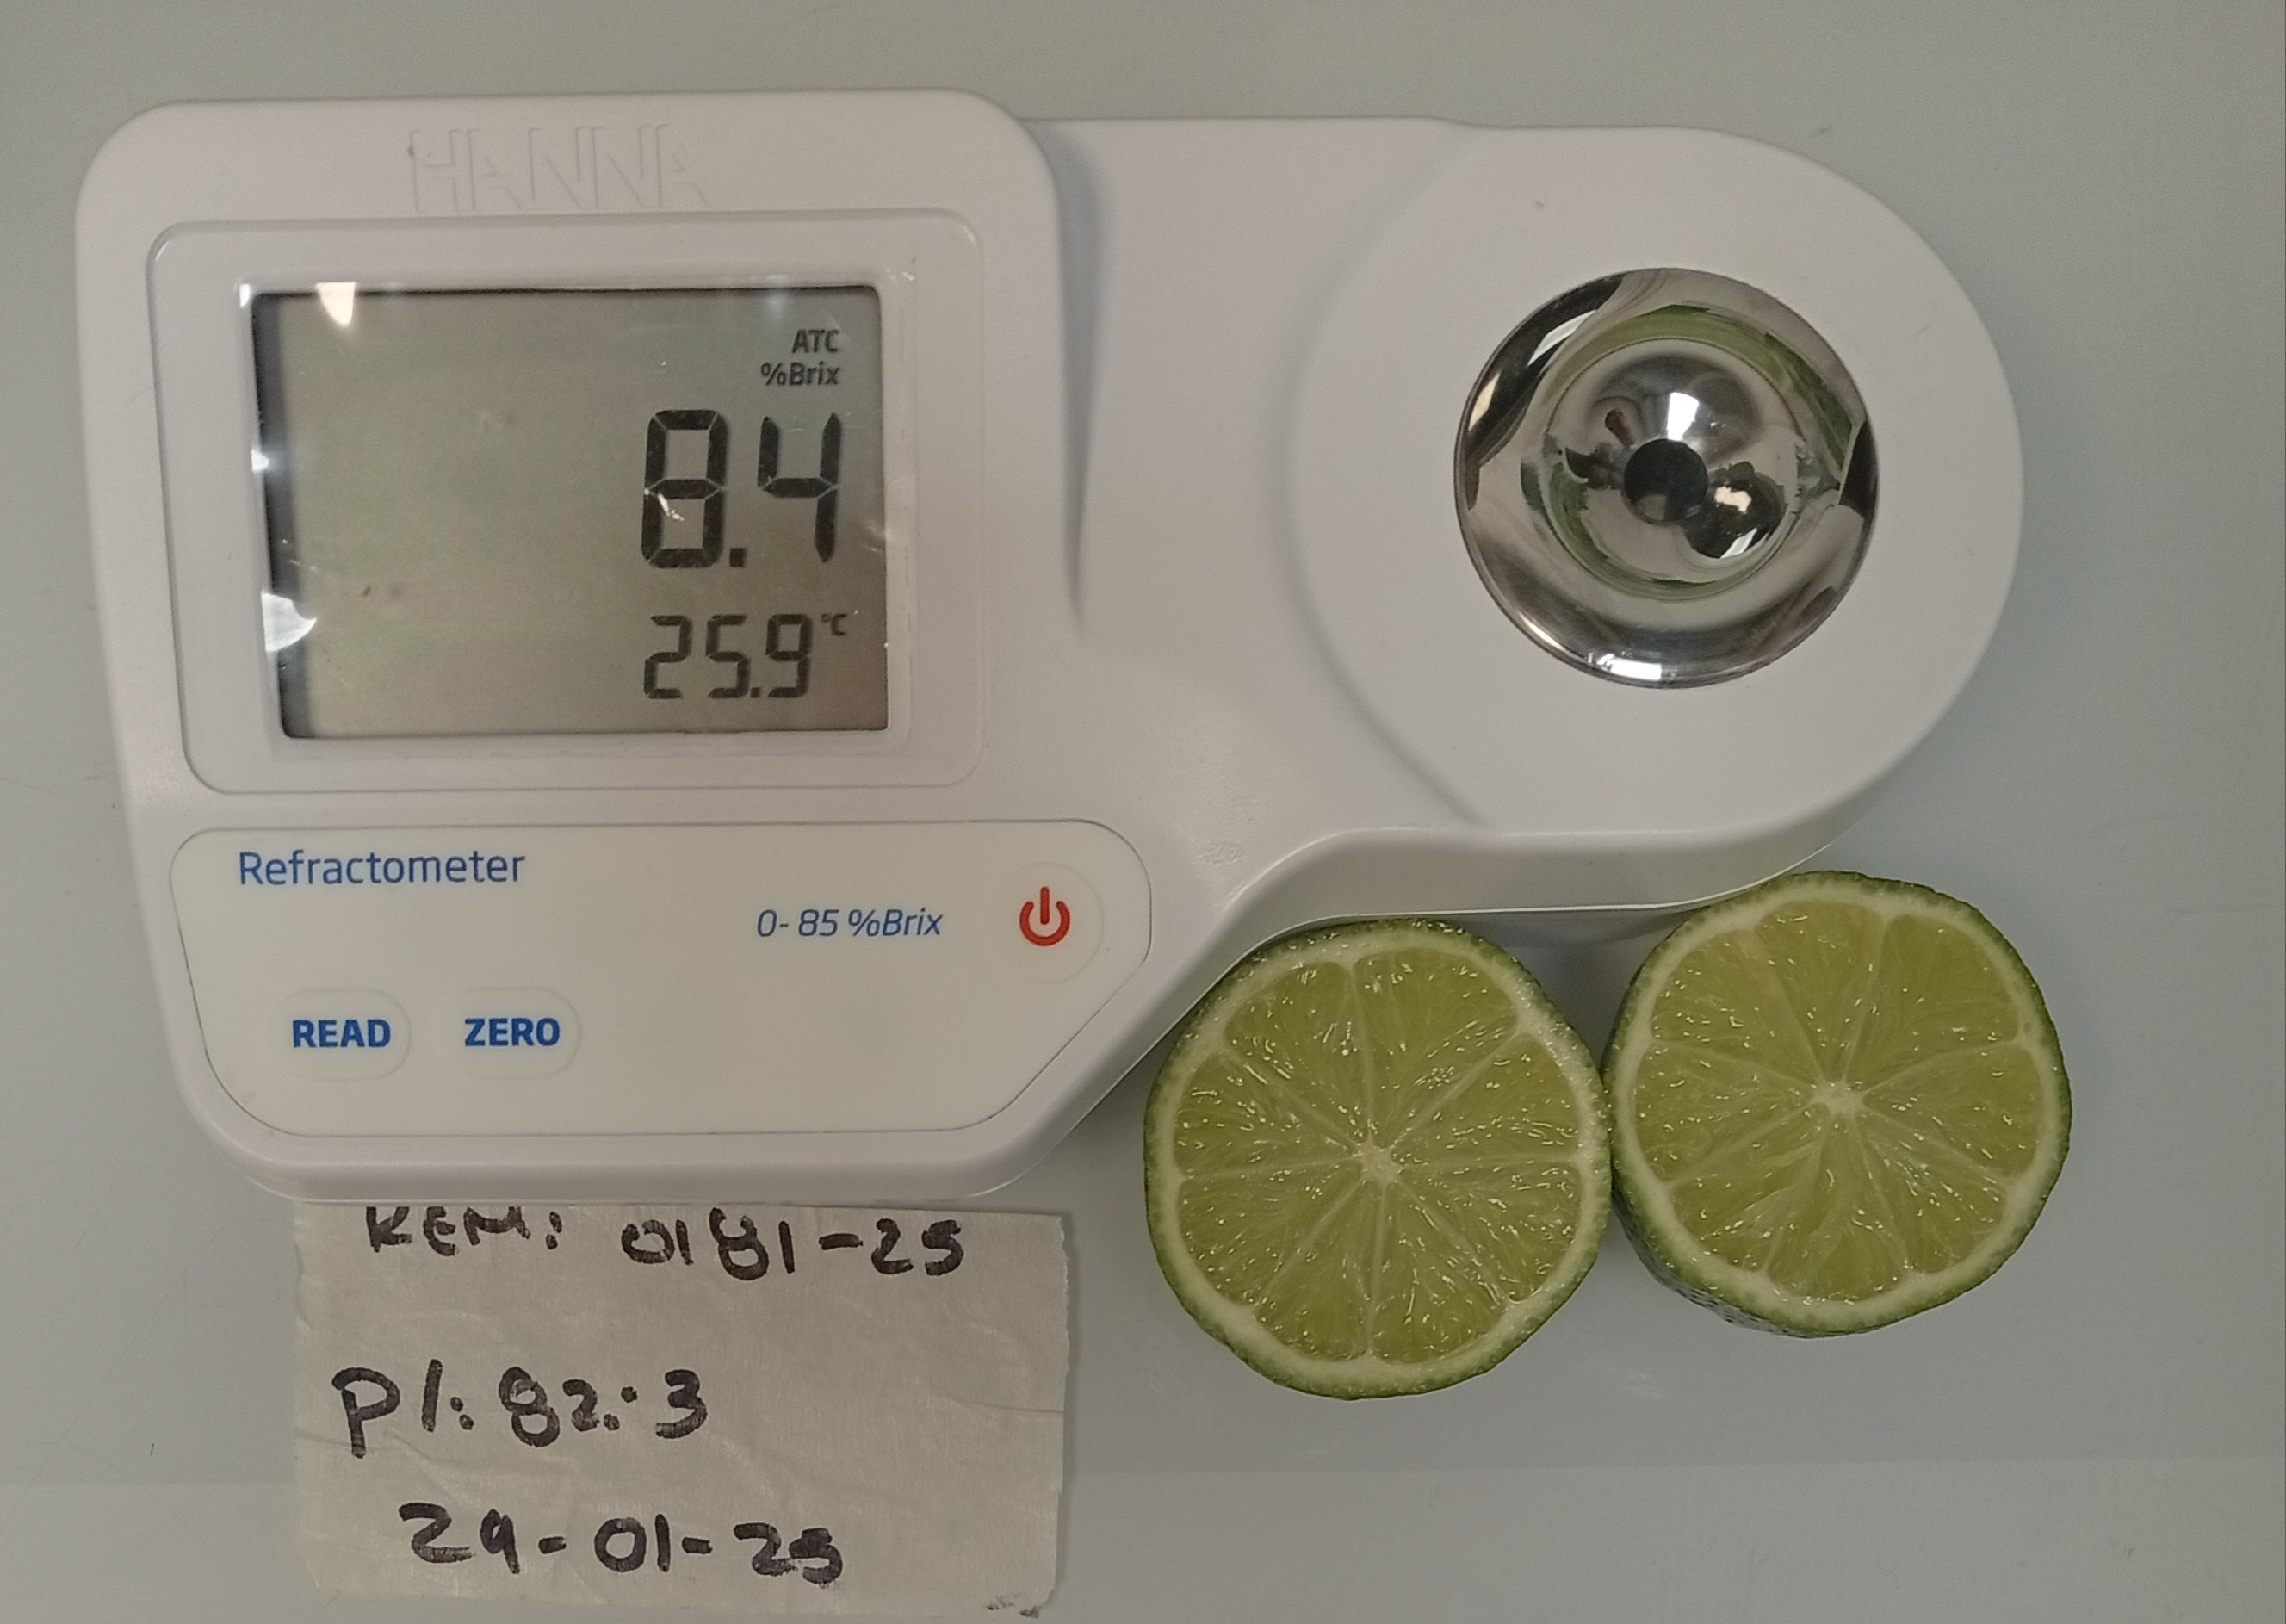 HANNA
ATC
%Brix
8.4
25.9 °C
Refractometer
0-85 %Brix
READ
ZERO
REM: 0181-25
P/: 82.3
29-01-25